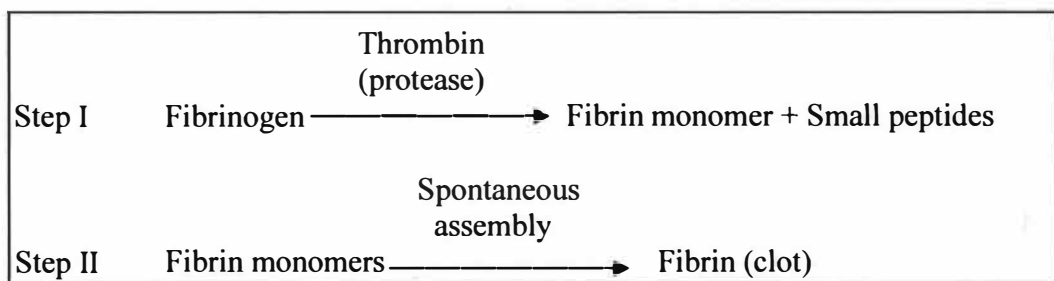 Thrombin
(protease)
Step I Fibrinogen Fibrin monomer + Small peptides
Spontaneous
assembly
Step II Fibrin monomers Fibrin (clot)